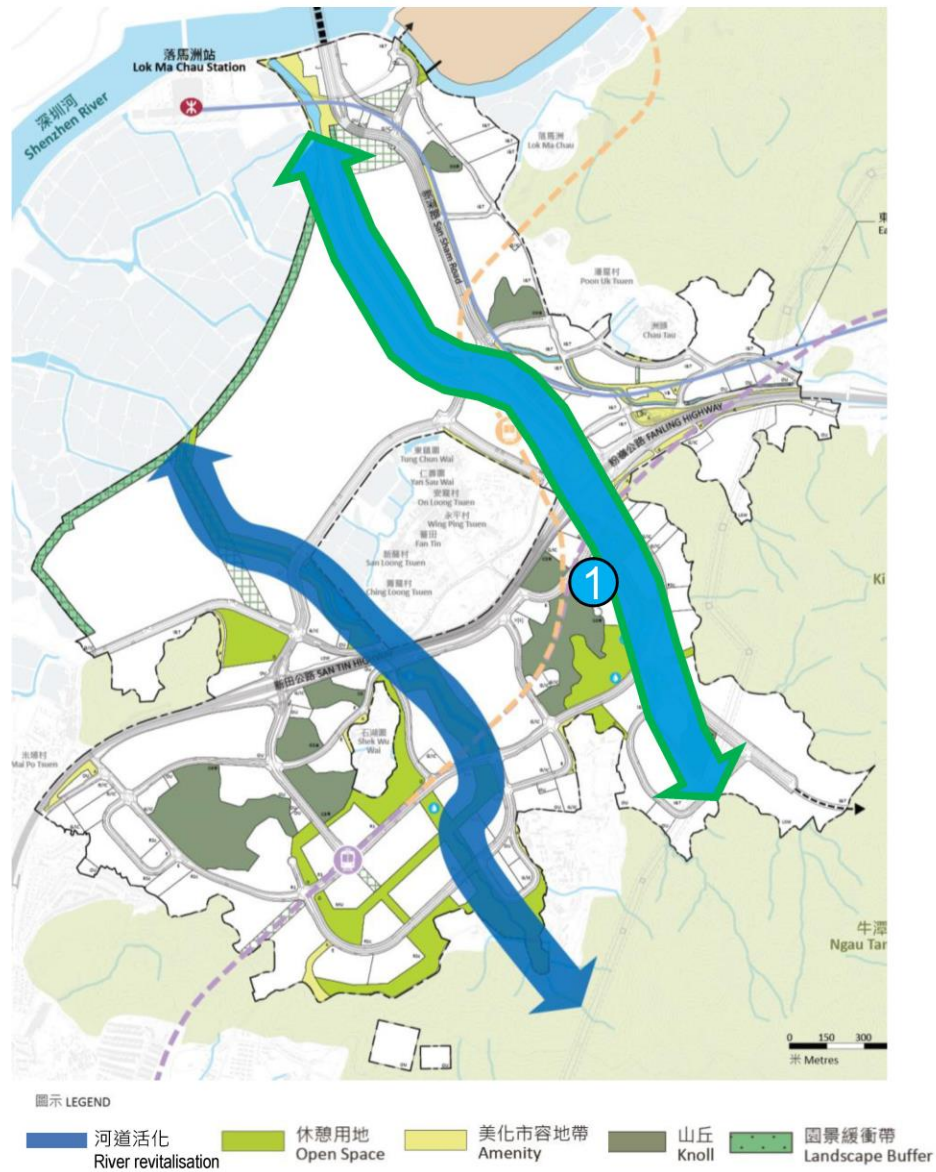 落馬洲站
Lok Ma Chau Station
深圳河
Shenzhen River
落馬洲
Lok Ma Chau
新深路 San Sham Road
Poon Uk Tsuen
洲頭
Chau Tau
東
Ea
粉嶺公路 FANLING HIGHWAY
東鎮圍
Tung Chun Wai
仁壽圍
Yan Sau Wai
安龍村
On Loong Tsuen
永平村
Wing Ping Tsuen
蕃田
Fan Tin
新龍村
San Loong Tsuen
青龍村
Ching Loong Tsuen
1
Ki
新田公路 SAN TIN HIG
石湖圍
Shek Wu
Wai
米埔村
Mai Po Tsuen
牛潭
Ngau Tan
0 150 300
米 Metres
圖示 LEGEND
河道活化
River revitalisation
休憩用地
Open Space
美化市容地帶
Amenity
山丘
Knoll
園景緩衝帶
Landscape Buffer